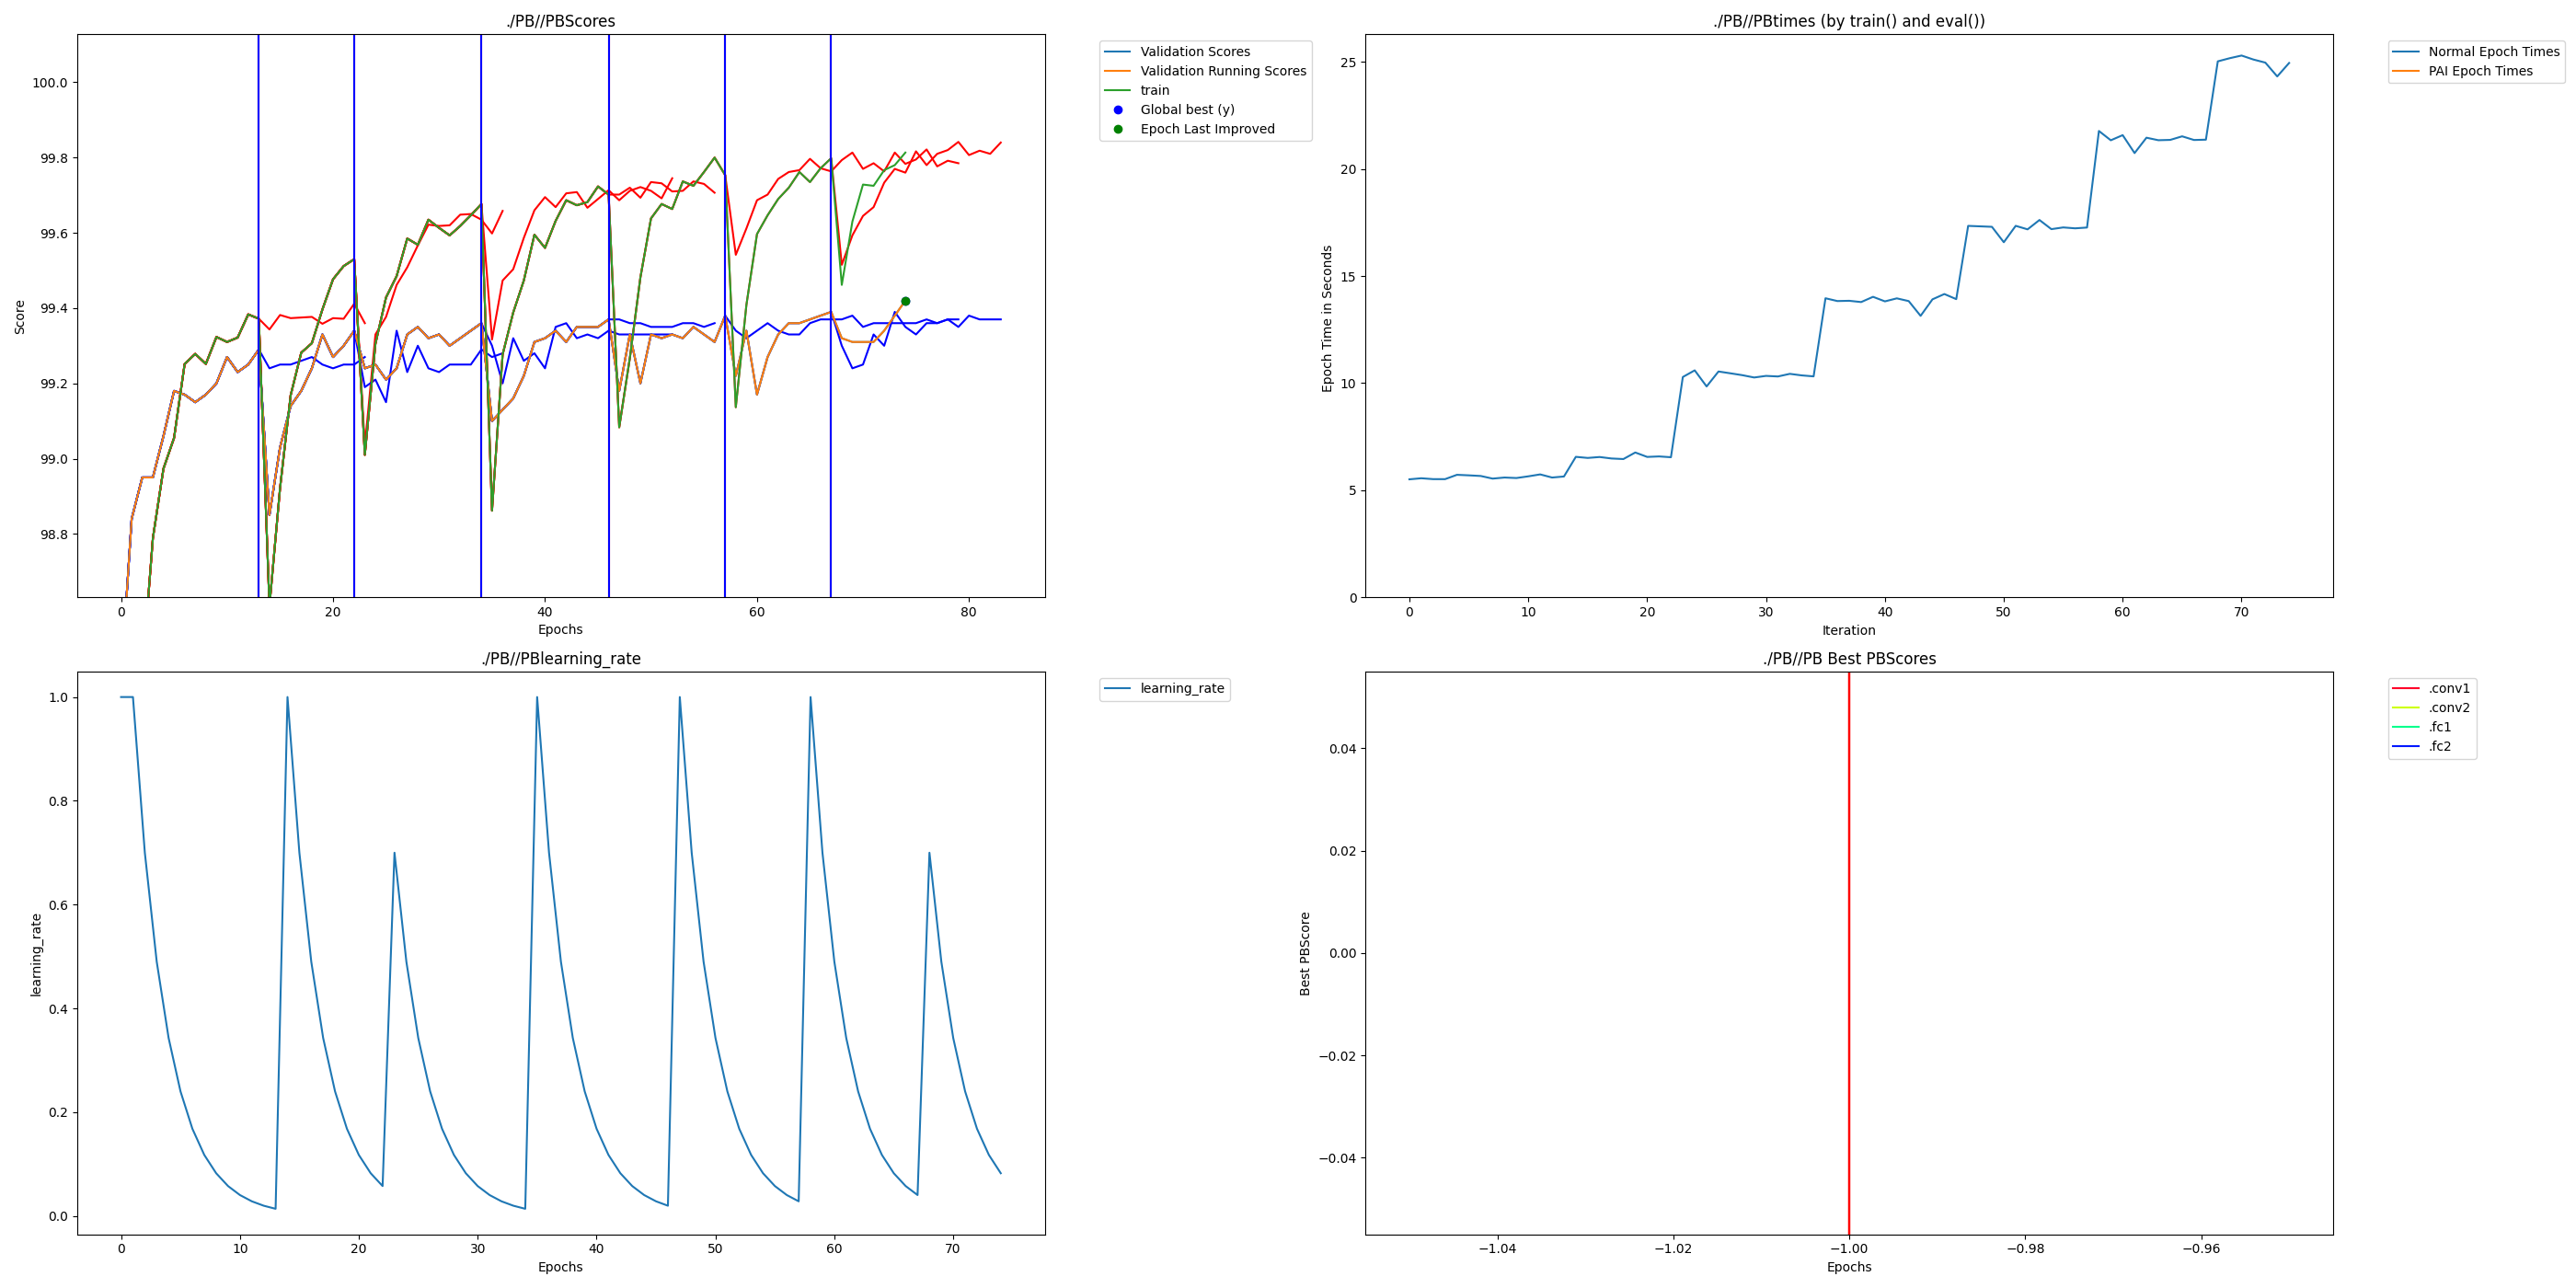 ./PB//PBScores
100.0
99.8
99.6
99.4
99.2
99.0
98.8
Score
0 20 40 60 80
Epochs
Validation Scores
Validation Running Scores
train
Global best (y)
Epoch Last Improved
./PB//PBtimes (by train() and eval())
25
20
15
10
5
0
Epoch Time in Seconds
0 10 20 30 40 50 60 70
Iteration
Normal Epoch Times
PAI Epoch Times
./PB//PBlearning_rate
1.0
0.8
0.6
0.4
0.2
0.0
learning_rate
0 10 20 30 40 50 60 70
Epochs
learning_rate
./PB//PB Best PBScores
0.04
0.02
0.00
−0.02
−0.04
Best PBScore
−1.04 −1.02 −1.00 −0.98 −0.96
Epochs
.conv1
.conv2
.fc1
.fc2